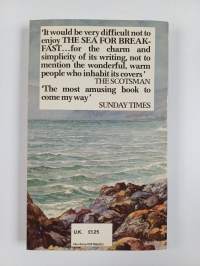 'It would be very difficult not to
enjoy THE SEA FOR BREAK-
FAST...for the charm and
simplicity of its writing, not to
mention the wonderful, warm
people who inhabit its covers'
THE SCOTSMAN
'The most amusing book to
come my way'
SUNDAY TIMES
U.K. £1.25